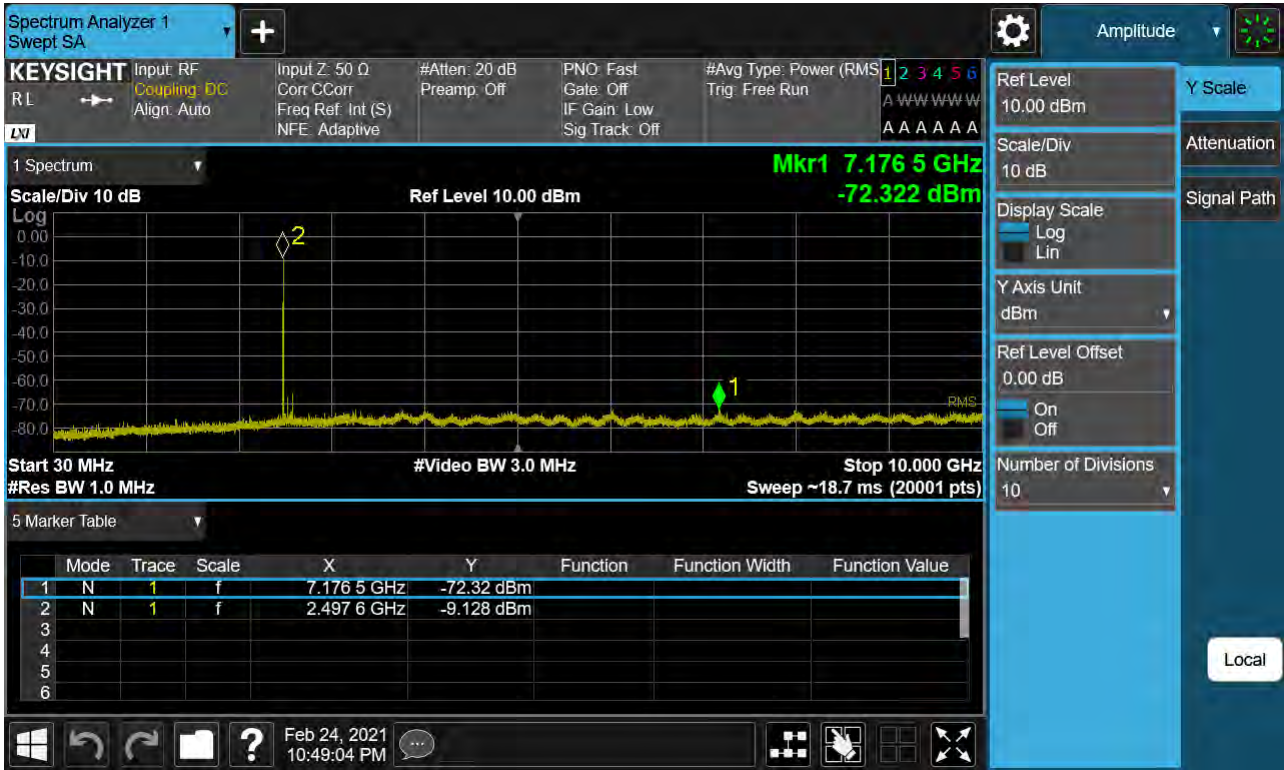 Spectrum Analyzer 1
Swept SA
Amplitude
KEYSIGHT
RL
LXI
Input: RF
Coupling: DC
Align: Auto
Input Z: 50 Ω
Corr CCorr
Freq Ref: Int (S)
NFE: Adaptive
#Atten: 20 dB
Preamp: Off
PNO: Fast
Gate: Off
IF Gain: Low
Sig Track: Off
#Avg Type: Power (RMS
Trig: Free Run
1 2 3 4 5 6
A W W W W W
A A A A A A
1 Spectrum
Mkr1 7.176 5 GHz
-72.322 dBm
Scale/Div 10 dB
Ref Level 10.00 dBm
Log
0.00
-10.0
-20.0
-30.0
-40.0
-50.0
-60.0
-70.0
-80.0
2
1
RMS
Start 30 MHz
#Video BW 3.0 MHz
Stop 10.000 GHz
#Res BW 1.0 MHz
Sweep ~18.7 ms (20001 pts)
5 Marker Table
Mode Trace Scale X Y Function Function Width Function Value
1 N 1 f 7.176 5 GHz -72.32 dBm
2 N 1 f 2.497 6 GHz -9.128 dBm
3
4
5
6
Ref Level
10.00 dBm
Scale/Div
10 dB
Display Scale
Log
Lin
Y Axis Unit
dBm
Ref Level Offset
0.00 dB
On
Off
Number of Divisions
10
Y Scale
Attenuation
Signal Path
Local
?
Feb 24, 2021
10:49:04 PM